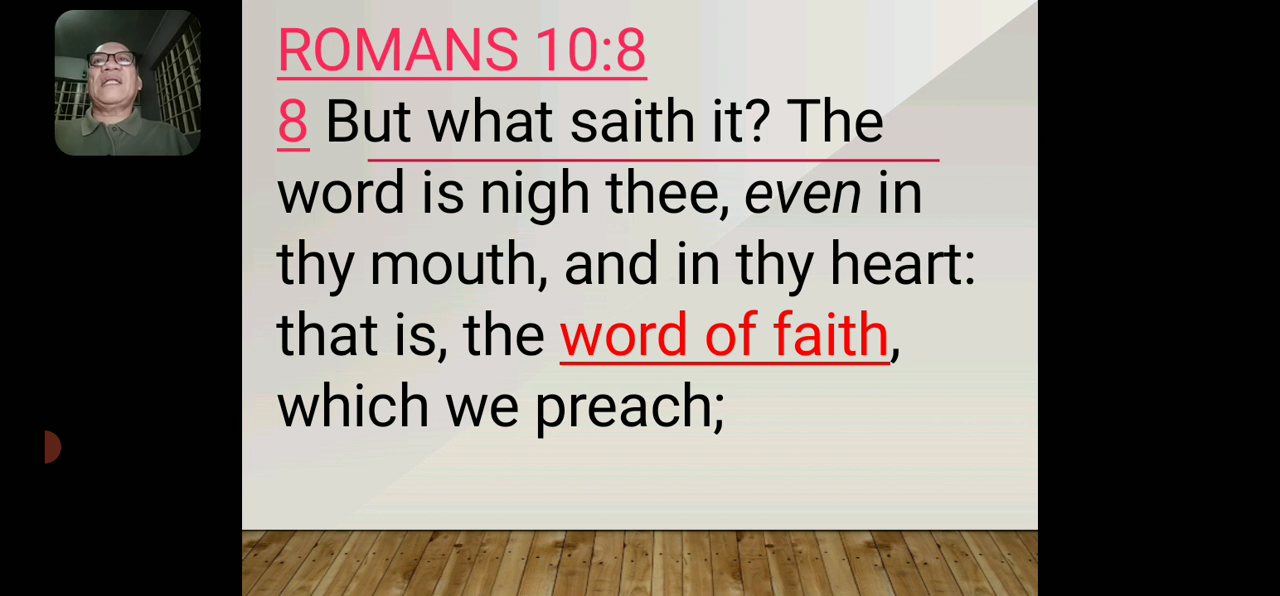 ROMANS 10:8
8 But what saith it? The
word is nigh thee, even in
thy mouth, and in thy heart:
that is, the word of faith,
which we preach;